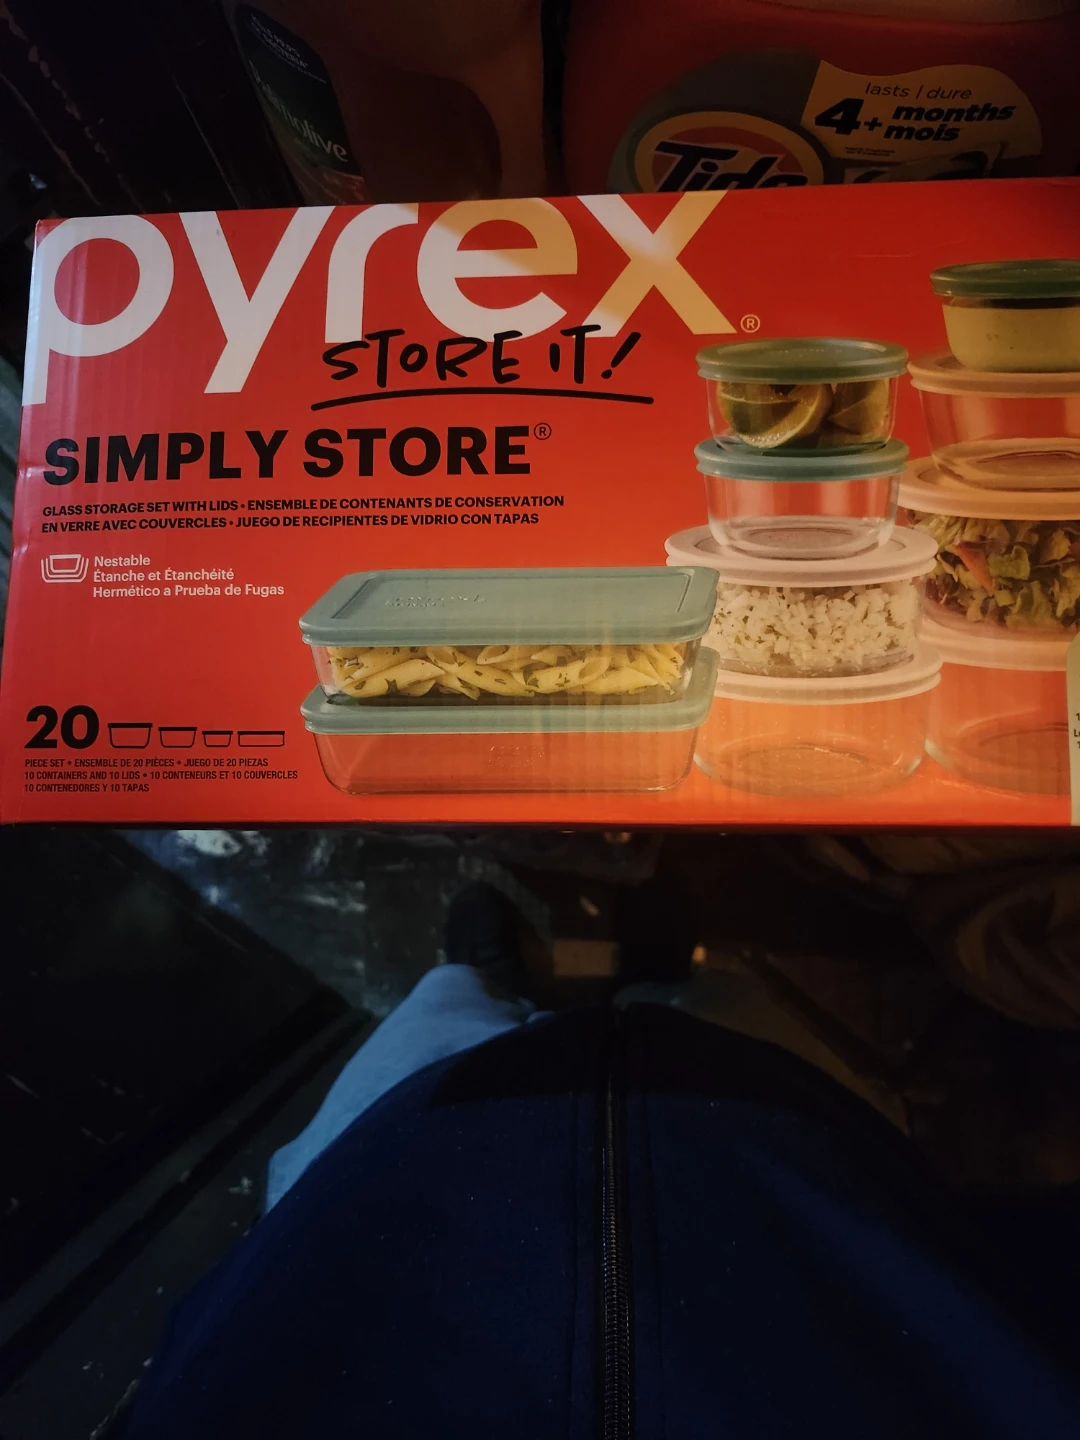 lasts / dure
4+ months
mois
Tide
pyrex®
STORE IT!
SIMPLY STORE®
GLASS STORAGE SET WITH LIDS • ENSEMBLE DE CONTENANTS DE CONSERVATION
EN VERRE AVEC COUVERCLES • JUEGO DE RECIPIENTES DE VIDRIO CON TAPAS
Nestable
Étanche et Étanchéité
Hermético a Prueba de Fugas
20
PIECE SET • ENSEMBLE DE 20 PIÈCES • JUEGO DE 20 PIEZAS
10 CONTAINERS AND 10 LIDS • 10 CONTENEURS ET 10 COUVERCLES
10 CONTENEDORES Y 10 TAPAS